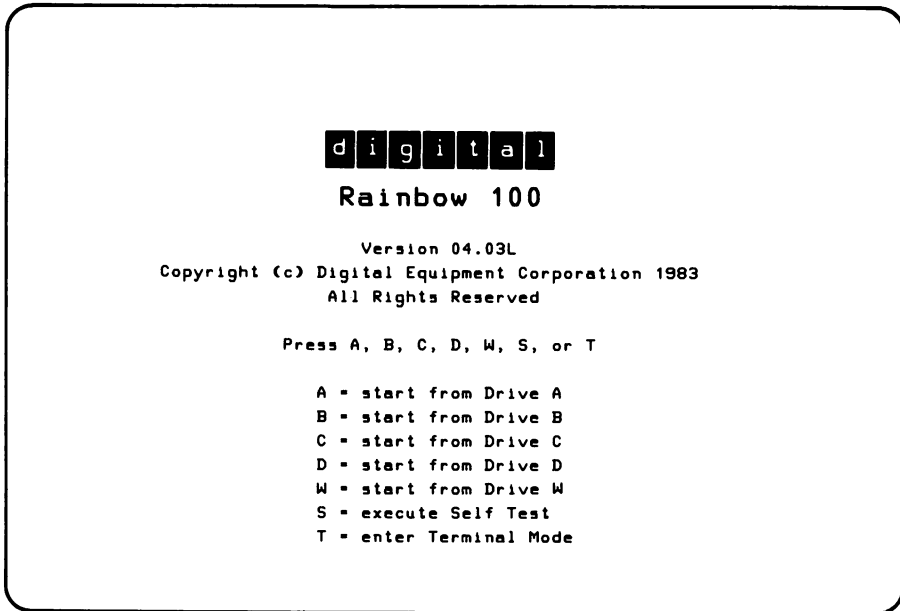 digital
Rainbow 100
Version 04.03L
Copyright (c) Digital Equipment Corporation 1983
All Rights Reserved
Press A, B, C, D, W, S, or T
A = start from Drive A
B = start from Drive B
C = start from Drive C
D = start from Drive D
W = start from Drive W
S = execute Self Test
T = enter Terminal Mode